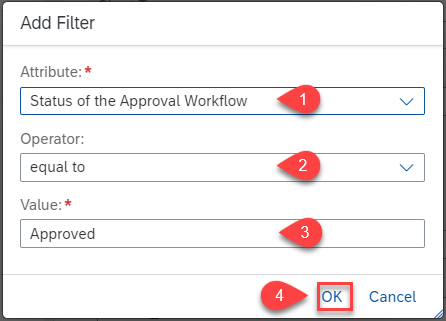 Add Filter
Attribute: *
Status of the Approval Workflow
1
Operator:
equal to
2
Value: *
Approved
3
4
OK Cancel